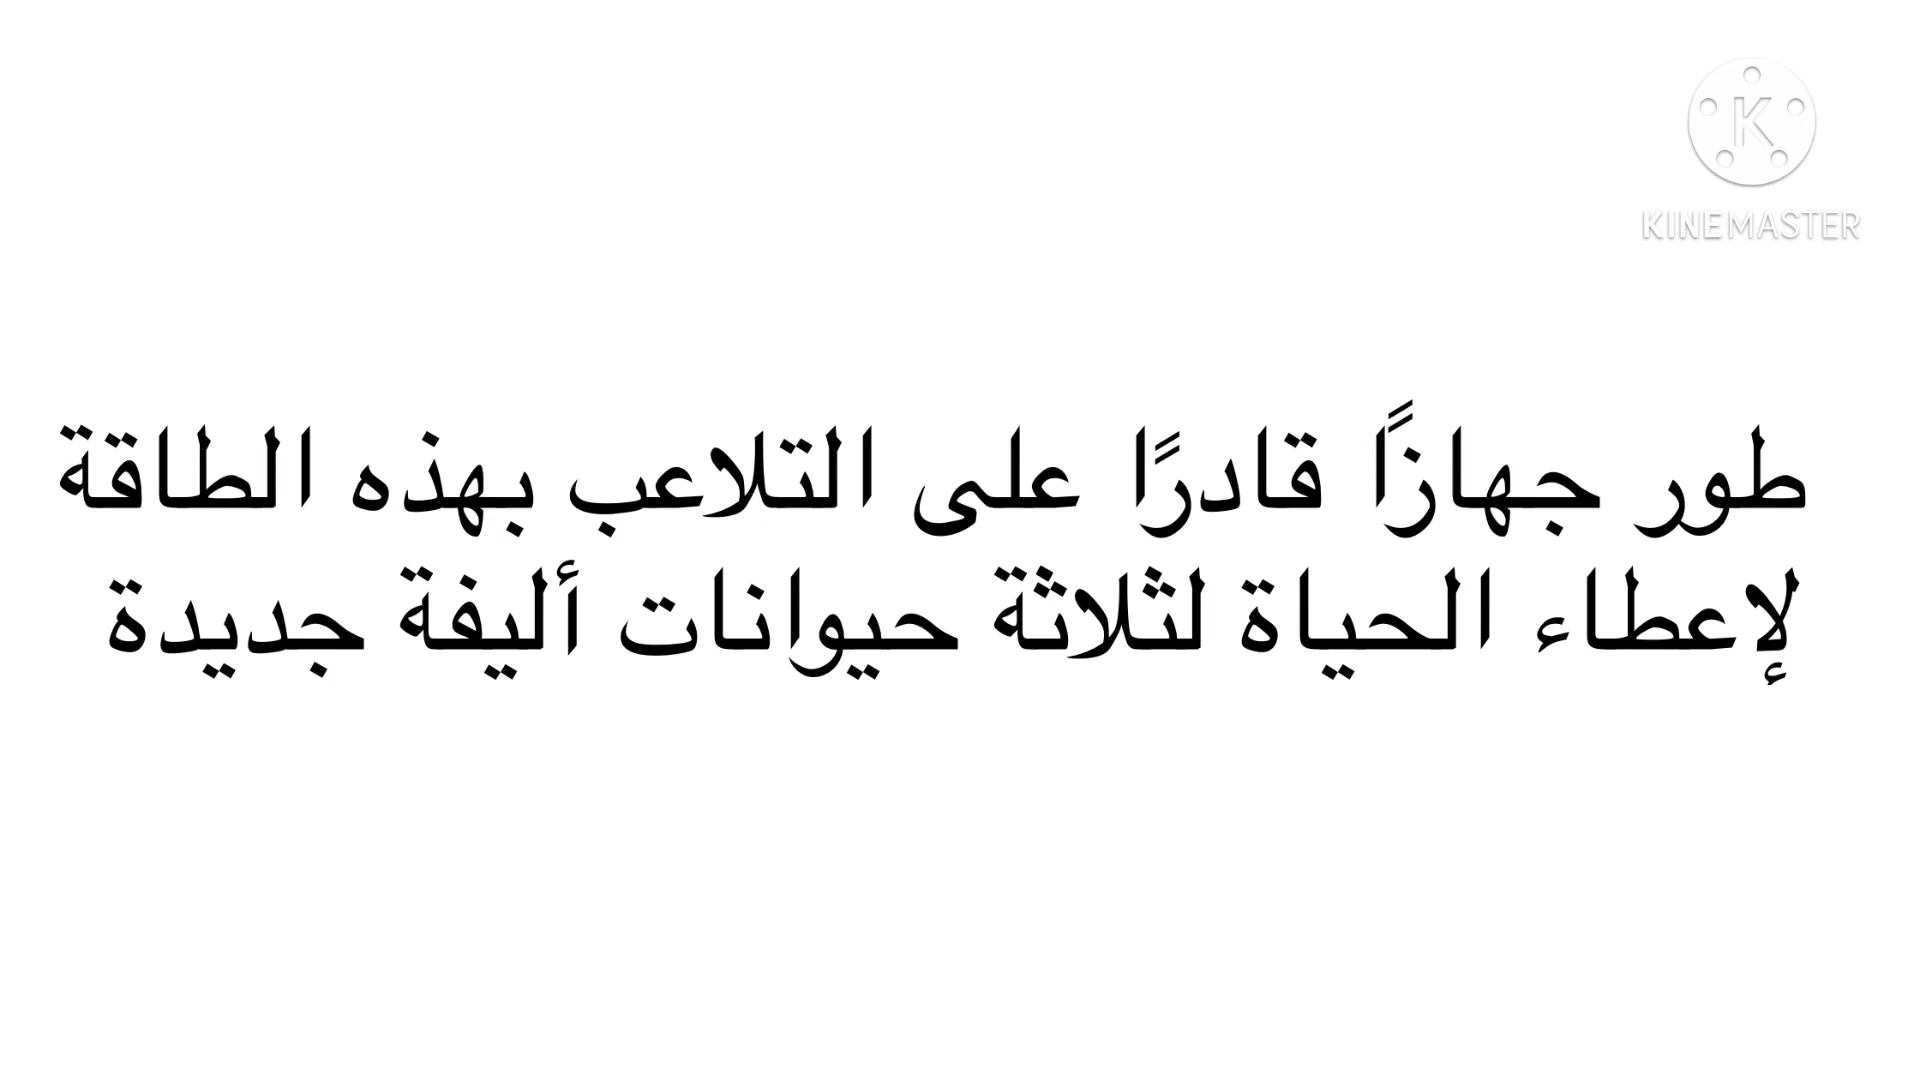 K
KINEMASTER
طور جهازًا قادرًا على التلاعب بهذه الطاقة
لإعطاء الحياة لثلاثة حيوانات أليفة جديدة